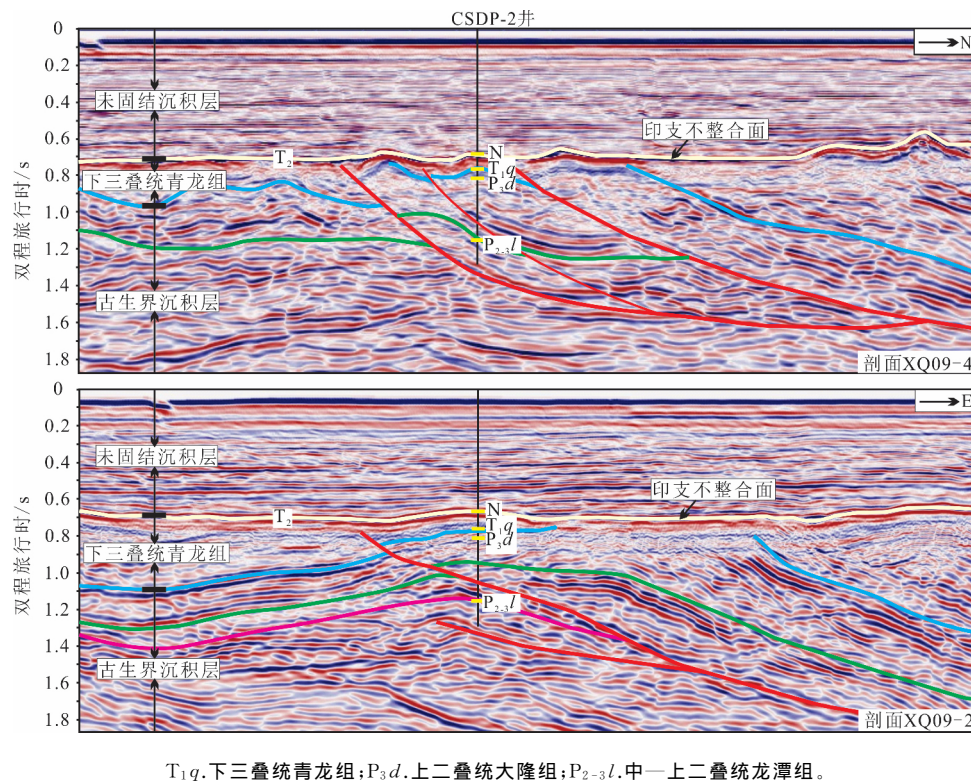 CSDP-2井
0
0.2
0.4
0.6
0.8
1.0
1.2
1.4
1.6
1.8
双程旅行时/s
N
未固结沉积层
印支不整合面
T₂
N
下三叠统青龙组
T₁q
P₃d
P₂₋₃l
古生界沉积层
剖面XQ09-4
0
0.2
0.4
0.6
0.8
1.0
1.2
1.4
1.6
1.8
双程旅行时/s
E
未固结沉积层
印支不整合面
T₂
N
T₁q
P₃d
下三叠统青龙组
P₂₋₃l
古生界沉积层
剖面XQ09-2
T₁q.下三叠统青龙组;P₃d.上二叠统大隆组;P₂₋₃l.中—上二叠统龙潭组。